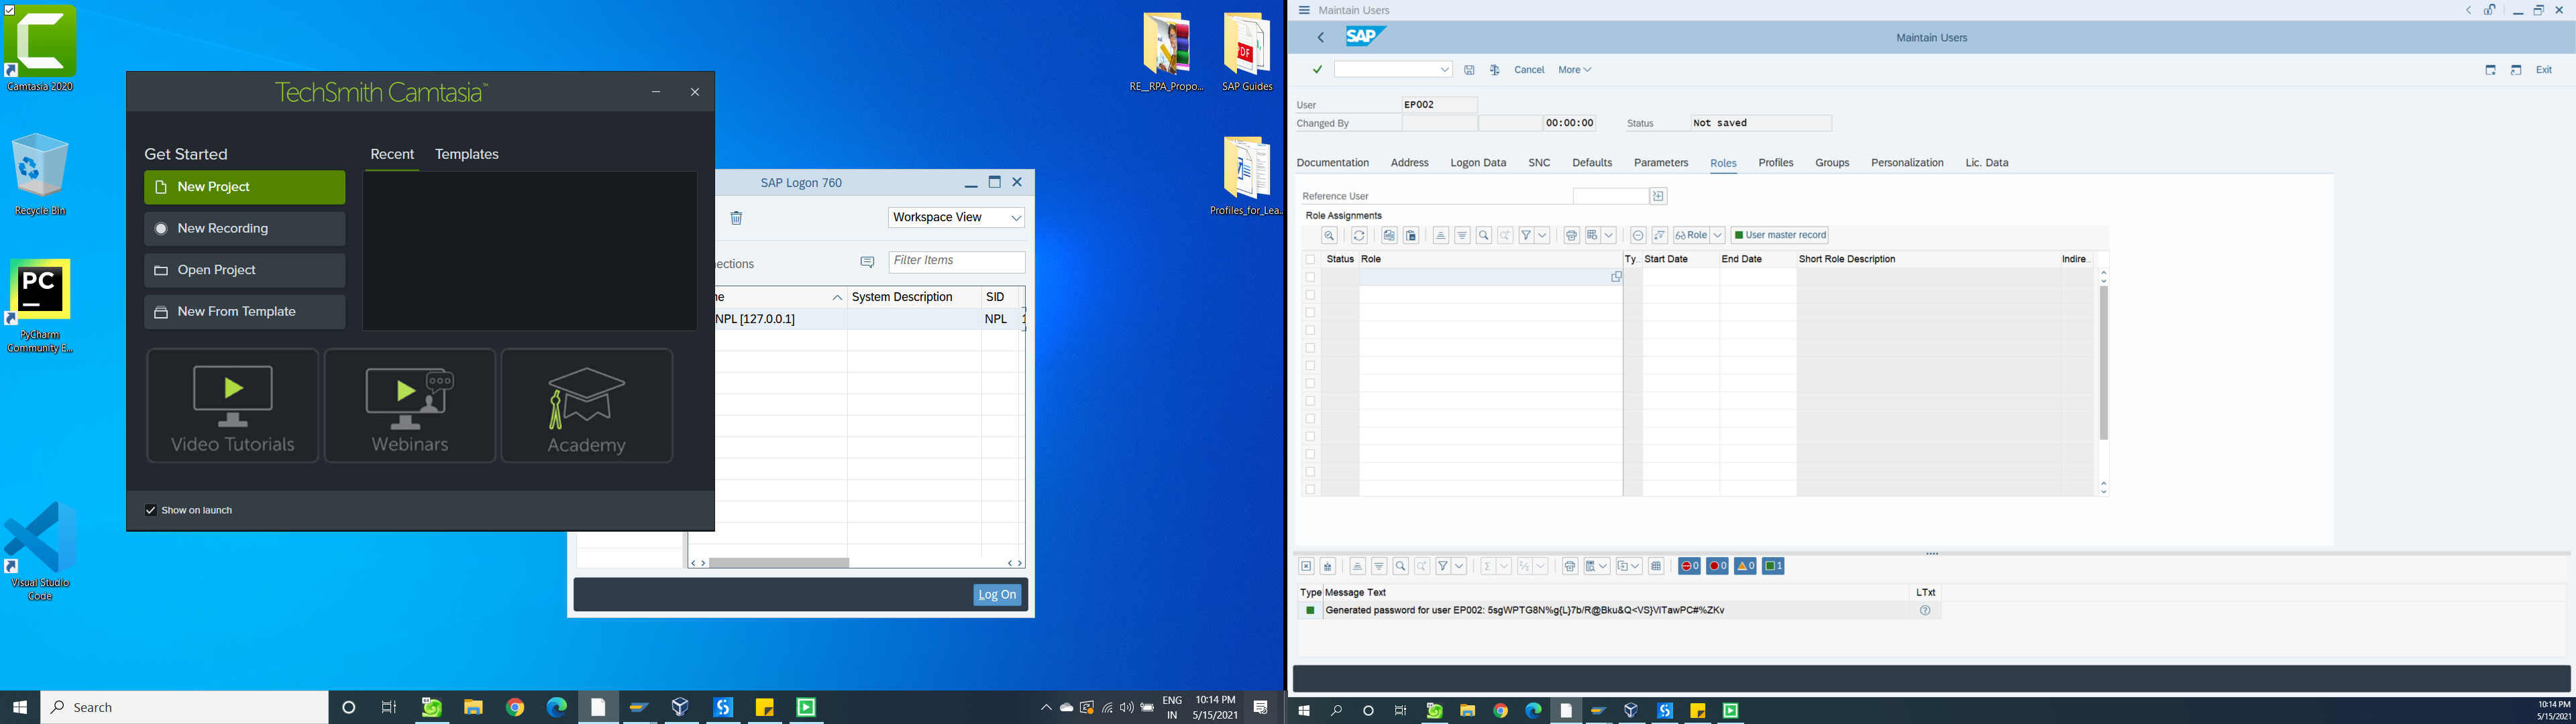 Camtasia 2020
Recycle Bin
PC
PyCharm
Community E...
Visual Studio
Code
TechSmith Camtasia™
Get Started
Recent
Templates
New Project
New Recording
Open Project
New From Template
Video Tutorials
Webinars
Academy
Show on launch
RE__RPA_Propo...
PDF
SAP Guides
Profiles_for_Lea...
SAP Logon 760
Workspace View
nections
Filter Items
ne
System Description
SID
NPL [127.0.0.1]
NPL
1
Log On
Search
ENG
IN
10:14 PM
5/15/2021
Maintain Users
SAP
Maintain Users
Cancel
More
Exit
User
EP002
Changed By
00:00:00
Status
Not saved
Documentation
Address
Logon Data
SNC
Defaults
Parameters
Roles
Profiles
Groups
Personalization
Lic. Data
Reference User
Role Assignments
Role
User master record
Status
Role
Ty..
Start Date
End Date
Short Role Description
Indire..
0
0
0
1
Type
Message Text
LTxt
Generated password for user EP002: 5sgWPTG8N%g{L}7b/R@Bku&Q<VS}VITawPC#%ZKv
10:14 PM
5/15/2021